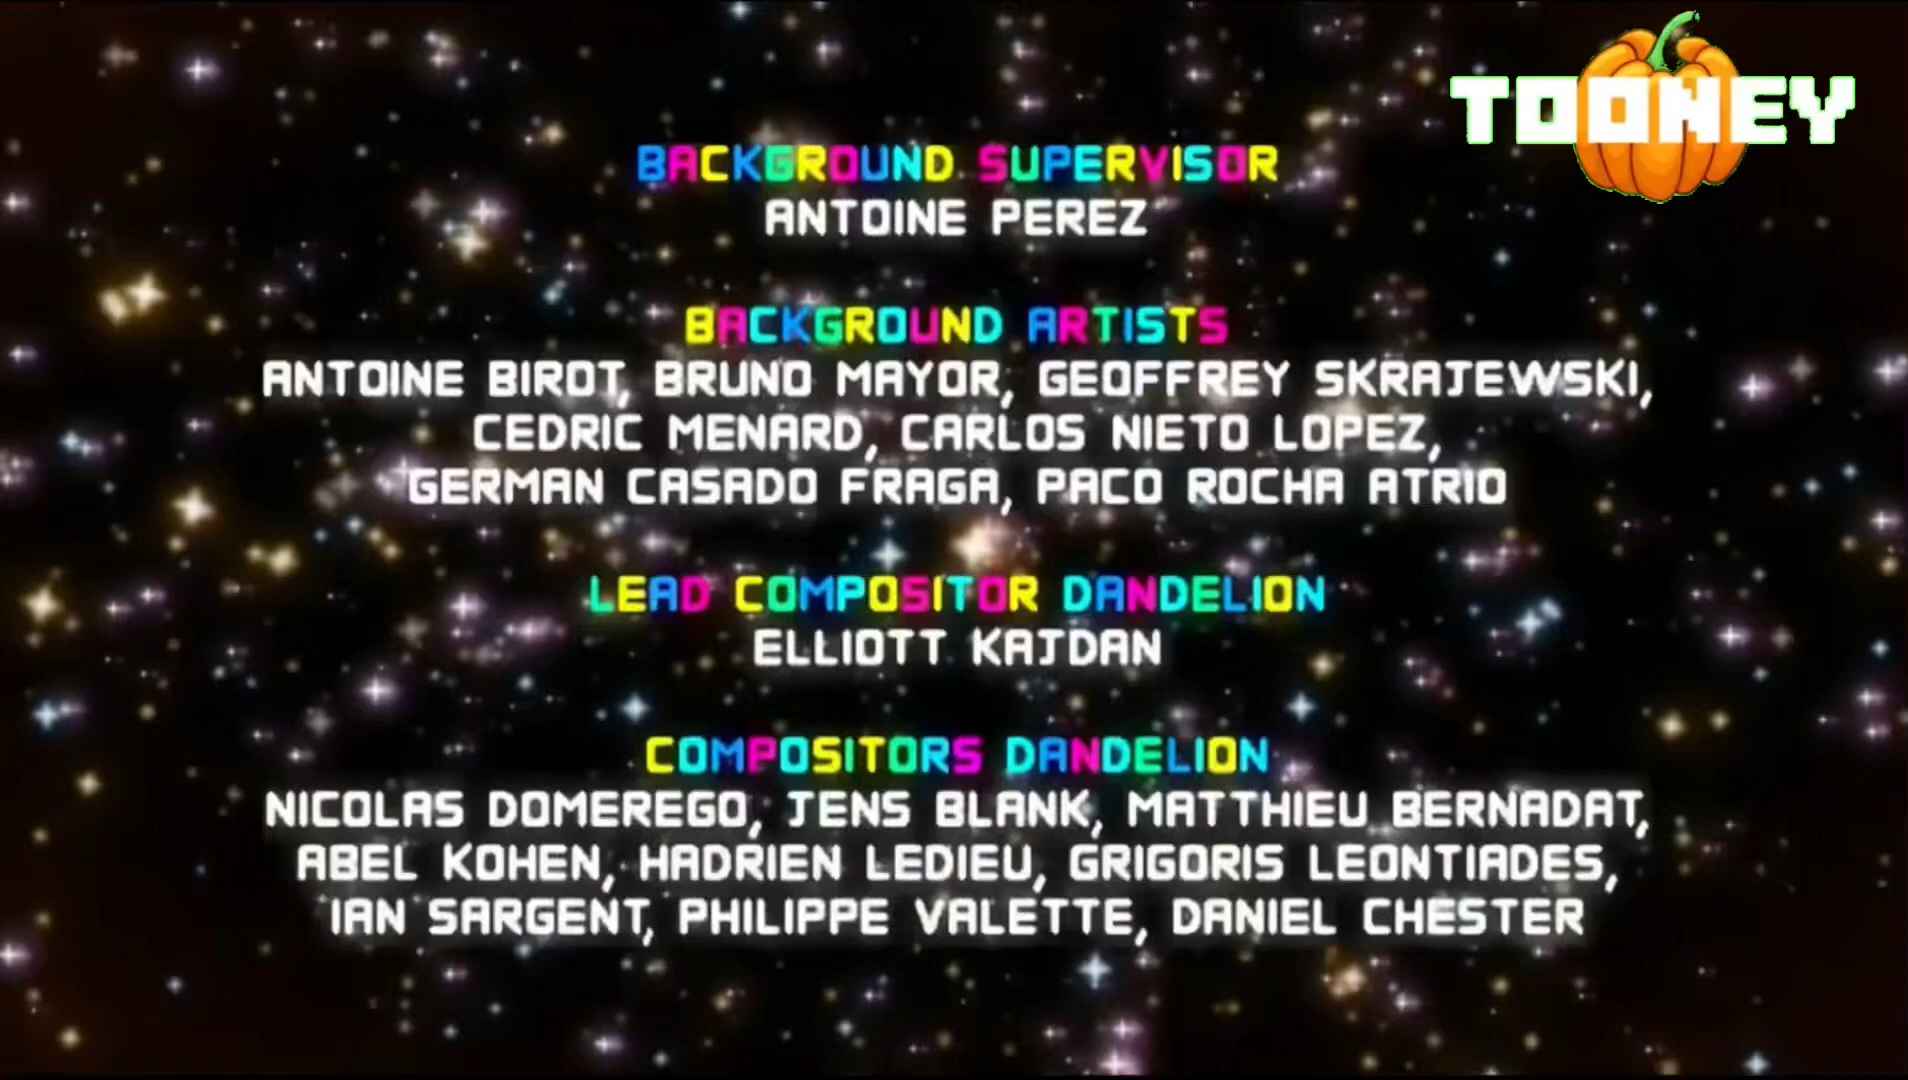 TOONEY
BACKGROUND SUPERVISOR
ANTOINE PEREZ
BACKGROUND ARTISTS
ANTOINE BIROT, BRUNO MAYOR, GEOFFREY SKRAJEWSKI,
CEDRIC MENARD, CARLOS NIETO LOPEZ,
GERMAN CASADO FRAGA, PACO ROCHA ATRIO
LEAD COMPOSITOR DANDELION
ELLIOTT KAJDAN
COMPOSITORS DANDELION
NICOLAS DOMEREGO, JENS BLANK, MATTHIEU BERNADAT,
ABEL KOHEN, HADRIEN LEDIEU, GRIGORIS LEONTIADES,
IAN SARGENT, PHILIPPE VALETTE, DANIEL CHESTER